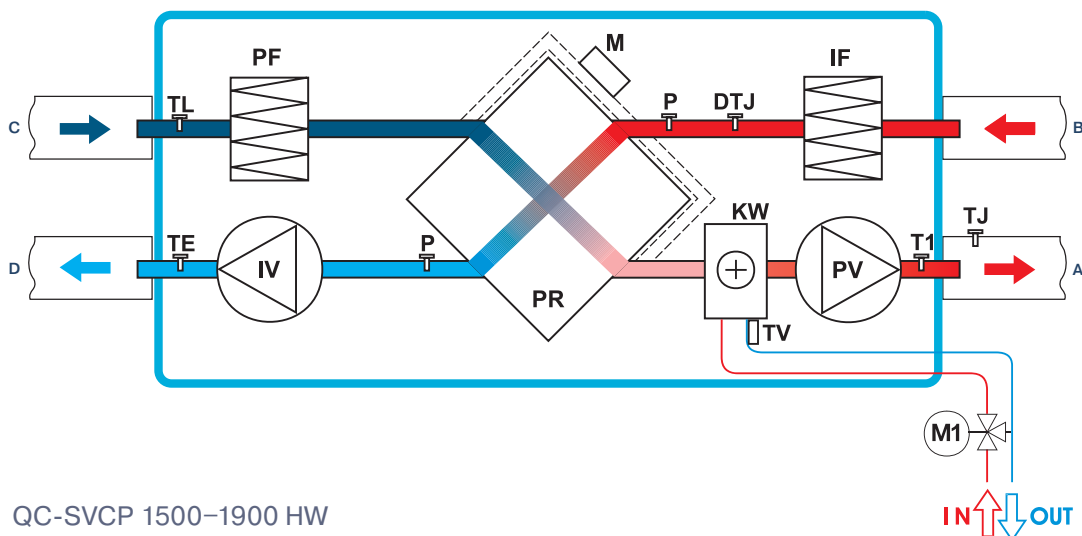 PF
M
IF
TL
P
DTJ
C
B
KW
TJ
TE
IV
P
PR
PV
T1
D
A
TV
M1
QC-SVCP 1500–1900 HW
IN
OUT